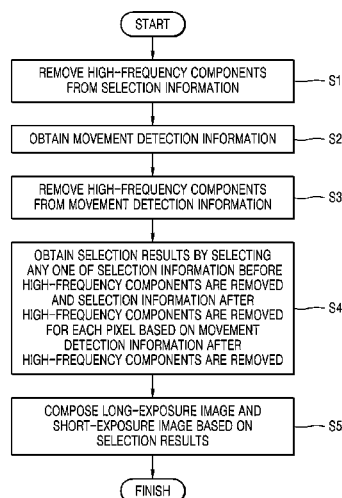 START
REMOVE HIGH-FREQUENCY COMPONENTS
FROM SELECTION INFORMATION
S1
OBTAIN MOVEMENT DETECTION INFORMATION
S2
REMOVE HIGH-FREQUENCY COMPONENTS
FROM MOVEMENT DETECTION INFORMATION
S3
OBTAIN SELECTION RESULTS BY SELECTING
ANY ONE OF SELECTION INFORMATION BEFORE
HIGH-FREQUENCY COMPONENTS ARE REMOVED
AND SELECTION INFORMATION AFTER
HIGH-FREQUENCY COMPONENTS ARE REMOVED
FOR EACH PIXEL BASED ON MOVEMENT
DETECTION INFORMATION AFTER
HIGH-FREQUENCY COMPONENTS ARE REMOVED
S4
COMPOSE LONG-EXPOSURE IMAGE AND
SHORT-EXPOSURE IMAGE BASED ON
SELECTION RESULTS
S5
FINISH